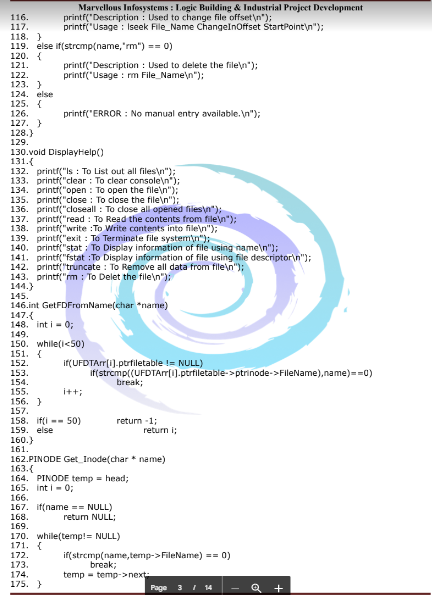 Marvellous Infosystems : Logic Building & Industrial Project Development
116. printf("Description : Used to change file offset\n");
117. printf("Usage : lseek File_Name ChangeInOffset StartPoint\n");
118. }
119. else if(strcmp(name,"rm") == 0)
120. {
121. printf("Description : Used to delete the file\n");
122. printf("Usage : rm File_Name\n");
123. }
124. else
125. {
126. printf("ERROR : No manual entry available.\n");
127. }
128.}
129.
130.void DisplayHelp()
131.{
132. printf("ls : To List out all files\n");
133. printf("clear : To clear console\n");
134. printf("open : To open the file\n");
135. printf("close : To close the file\n");
136. printf("closeall : To close all opened files\n");
137. printf("read : To Read the contents from file\n");
138. printf("write :To Write contents into file\n");
139. printf("exit : To Terminate file system\n");
140. printf("stat : To Display information of file using name\n");
141. printf("fstat :To Display information of file using file descriptor\n");
142. printf("truncate : To Remove all data from file\n");
143. printf("rm : To Delet the file\n");
144.}
145.
146.int GetFDFromName(char *name)
147.{
148. int i = 0;
149.
150. while(i<50)
151. {
152. if(UFDTArr[i].ptrfiletable != NULL)
153. if(strcmp((UFDTArr[i].ptrfiletable->ptrinode->FileName),name)==0)
154. break;
155. i++;
156. }
157.
158. if(i == 50) return -1;
159. else return i;
160.}
161.
162.PINODE Get_Inode(char * name)
163.{
164. PINODE temp = head;
165. int i = 0;
166.
167. if(name == NULL)
168. return NULL;
169.
170. while(temp!= NULL)
171. {
172. if(strcmp(name,temp->FileName) == 0)
173. break;
174. temp = temp->next;
175. }
Page 3 / 14 — +